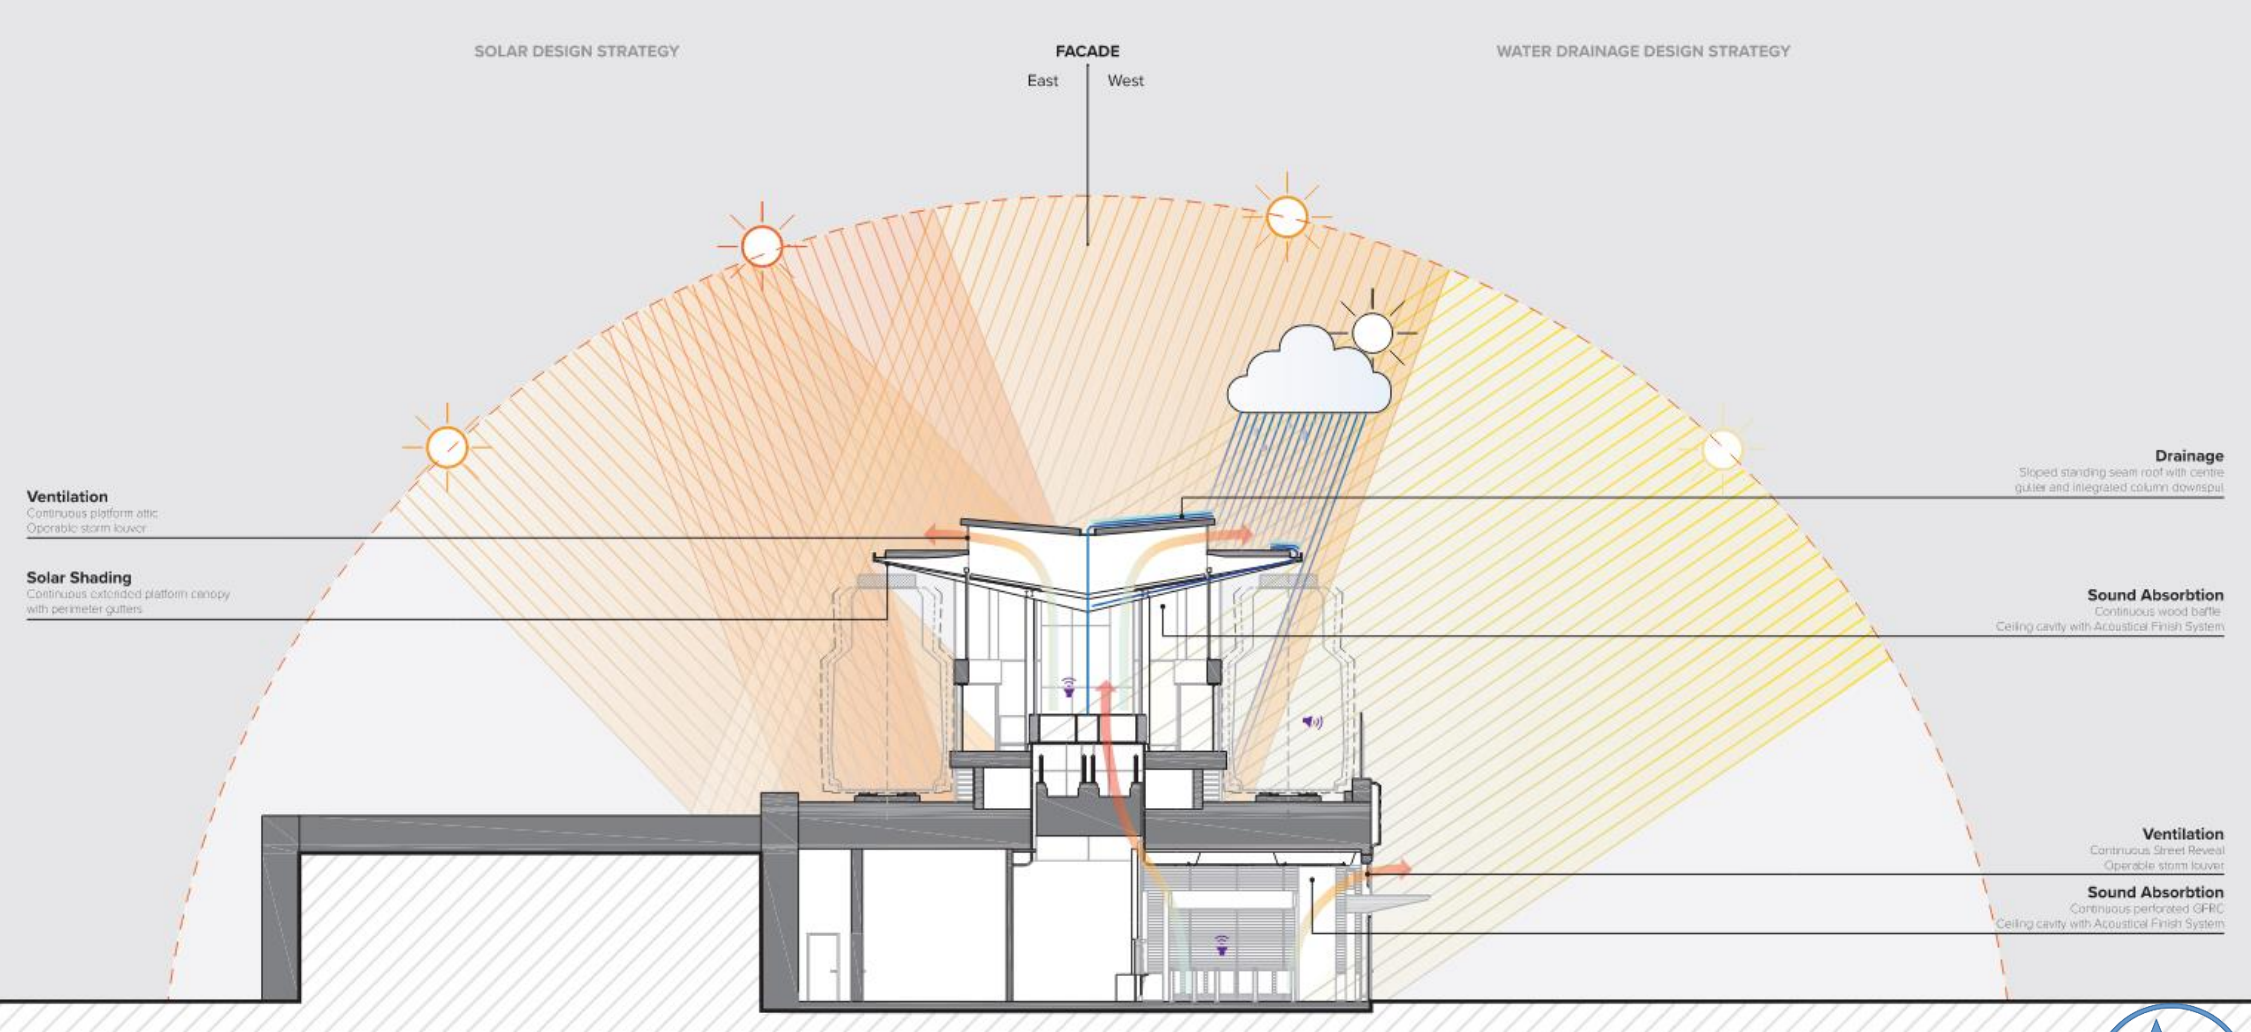 SOLAR DESIGN STRATEGY
FACADE
East
West
WATER DRAINAGE DESIGN STRATEGY
Ventilation
Continuous platform attic
Operable storm louver
Solar Shading
Continuous extended platform canopy
with perimeter gutters
Drainage
Sloped standing seam roof with centre
gutter and integrated column downsput
Sound Absorbtion
Continuous wood baffle
Ceiling cavity with Acoustical Finish System
Ventilation
Continuous Street Reveal
Operable storm louver
Sound Absorbtion
Continuous perforated GFRC
Ceiling cavity with Acoustical Finish System